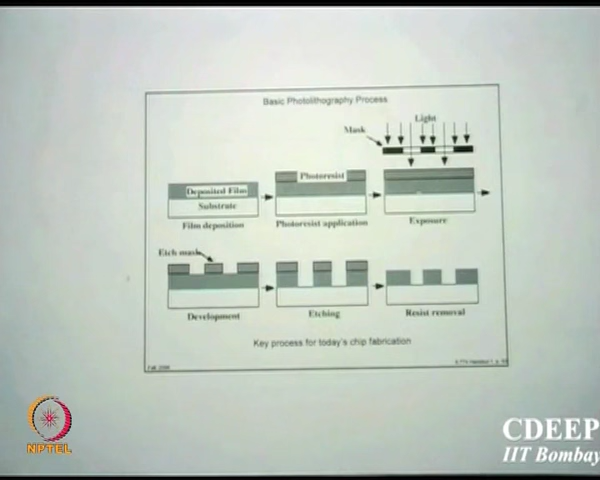 Basic Photolithography Process
Light
Mask
Photoresist
Deposited Film
Substrate
Film deposition
Photoresist application
Exposure
Etch mask
Development
Etching
Resist removal
Key process for today's chip fabrication
NPTEL
CDEEP
IIT Bombay